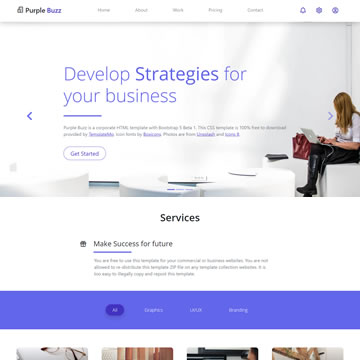 Purple Buzz
Home About Work Pricing Contact
Develop Strategies for
your business
Purple Buzz is a corporate HTML template with Bootstrap 5 Beta 1. This CSS template is 100% free to download
provided by TemplateMo. Icon fonts by Boxicons. Photos are from Unsplash and Icons 8.
Get Started
Services
Make Success for future
You are free to use this template for your commercial or business websites. You are not
allowed to re-distribute this template ZIP file on any template collection websites. It is
too easy to illegally copy and repost this template.
All Graphics UI/UX Branding